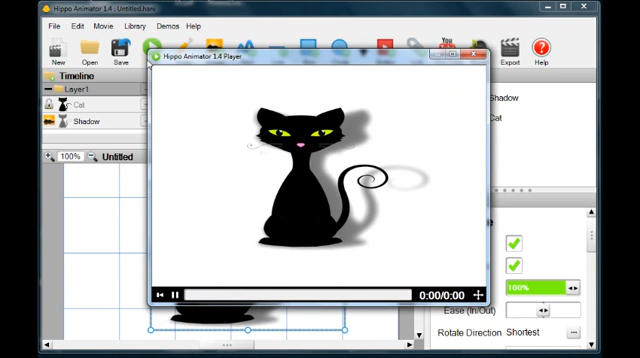 Hippo Animator 1.4 : Untitled.hani
File Edit Movie Library Demos Help
New Open Save Export Help
You
Timeline
Hippo Animator 1.4 Player
Layer1
Cat
Shadow
Shadow
Cat
100% Untitled
0:00/0:00
100%
Ease (In/Out)
Rotate Direction Shortest